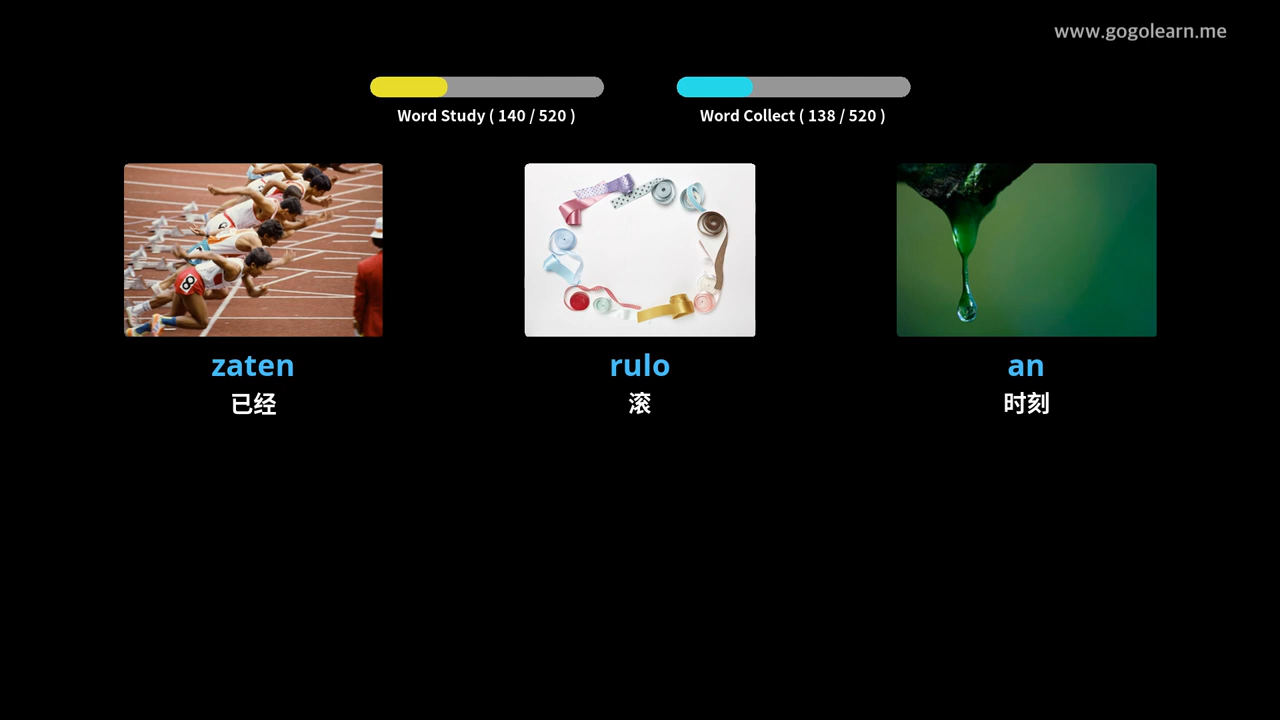 www.gogolearn.me
Word Study ( 140 / 520 )
Word Collect ( 138 / 520 )
8
zaten
rulo
an
已经
滚
时刻